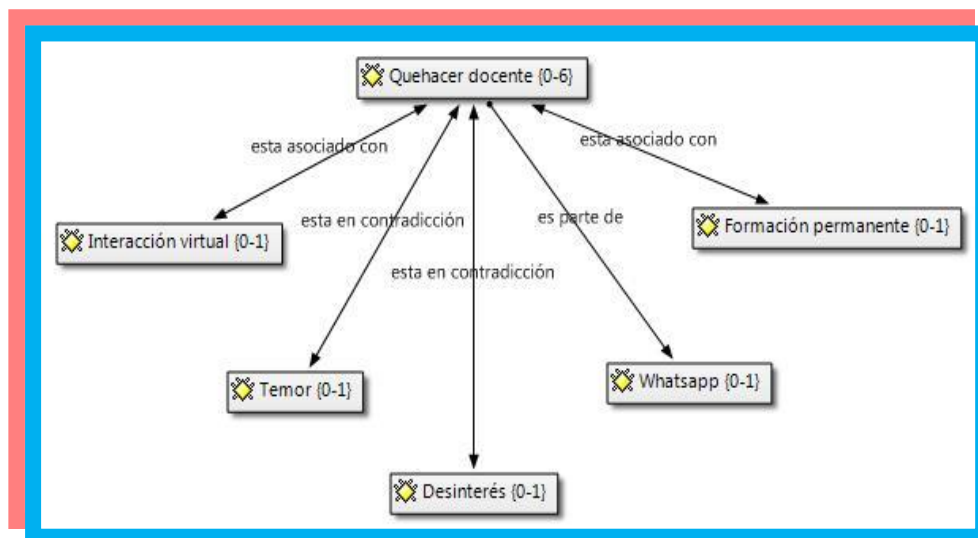 Quehacer docente {0-6}
esta asociado con
esta asociado con
esta en contradicción
es parte de
Formación permanente {0-1}
Interacción virtual {0-1}
esta en contradicción
Temor {0-1}
Whatsapp {0-1}
Desinterés {0-1}